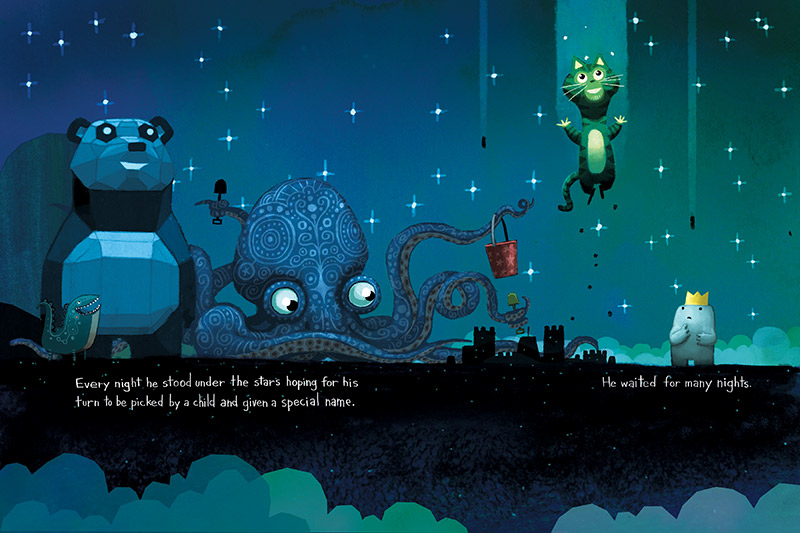 Every night he stood under the stars hoping for his
turn to be picked by a child and given a special name.
He waited for many nights.